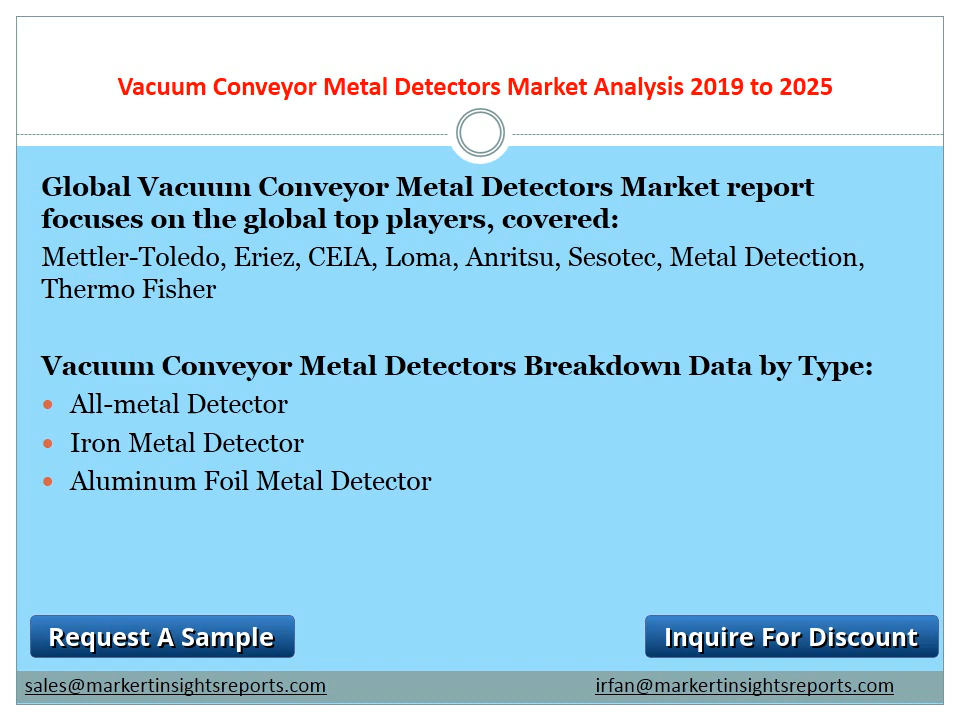 Vacuum Conveyor Metal Detectors Market Analysis 2019 to 2025
Global Vacuum Conveyor Metal Detectors Market report
focuses on the global top players, covered:
Mettler-Toledo, Eriez, CEIA, Loma, Anritsu, Sesotec, Metal Detection,
Thermo Fisher
Vacuum Conveyor Metal Detectors Breakdown Data by Type:
• All-metal Detector
• Iron Metal Detector
• Aluminum Foil Metal Detector
Request A Sample
Inquire For Discount
sales@markertinsightsreports.com
irfan@markertinsightsreports.com